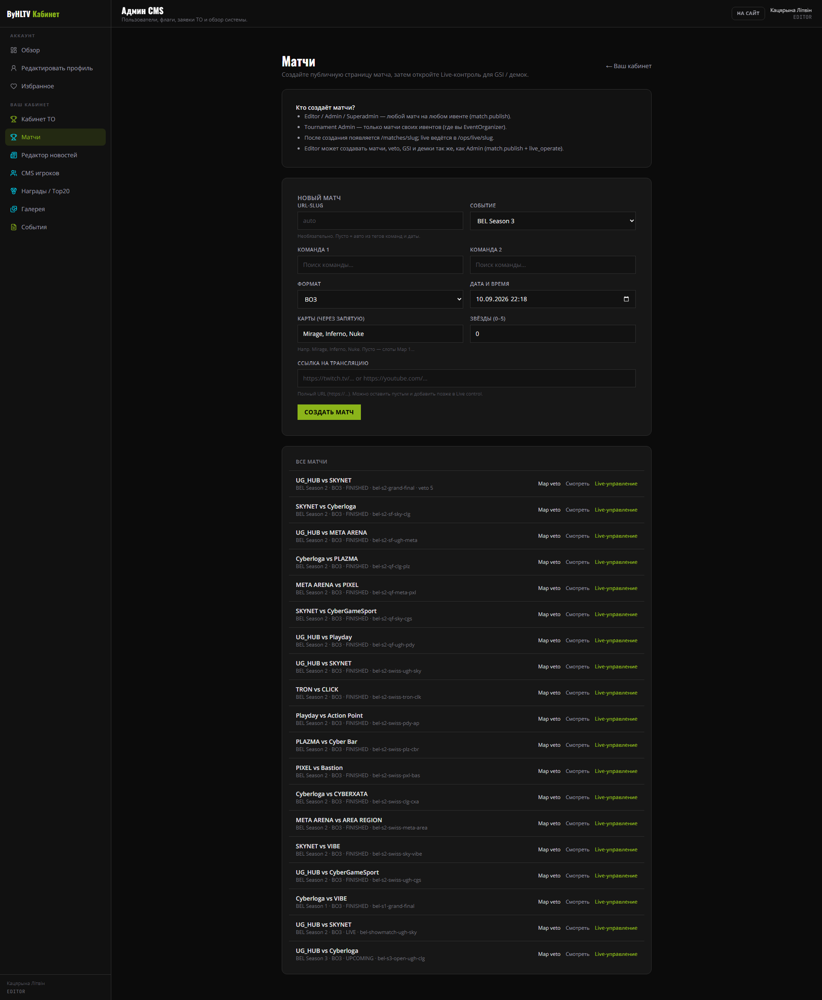 ByHLTV Кабинет
АККАУНТ
Обзор
Редактировать профиль
Избранное
ВАШ КАБИНЕТ
Кабинет ТО
Матчи
Редактор новостей
CMS игроков
Награды / Top20
Галерея
События
Кацярына Літвін
EDITOR
Админ CMS
Пользователи, флаги, заявки ТО и обзор системы.
НА САЙТ
Кацярына Літвін
EDITOR
Матчи
Создайте публичную страницу матча, затем откройте Live-контроль для GSI / демок.
← Ваш кабинет
Кто создаёт матчи?
Editor / Admin / Superadmin — любой матч на любом ивенте (match.publish).
Tournament Admin — только матчи своих ивентов (где вы EventOrganizer).
После создания появляется /matches/slug; live ведётся в /ops/live/slug.
Editor может создавать матчи, veto, GSI и демки так же, как Admin (match.publish + live_operate).
НОВЫЙ МАТЧ
URL-SLUG
auto
Необязательно. Пусто = авто из тегов команд и даты.
СОБЫТИЕ
BEL Season 3
КОМАНДА 1
Поиск команды...
КОМАНДА 2
Поиск команды...
ФОРМАТ
BO3
ДАТА И ВРЕМЯ
10.09.2026 22:18
КАРТЫ (ЧЕРЕЗ ЗАПЯТУЮ)
Mirage, Inferno, Nuke
Напр. Mirage, Inferno, Nuke. Пусто — слоты Map 1...
ЗВЁЗДЫ (0–5)
0
ССЫЛКА НА ТРАНСЛЯЦИЮ
https://twitch.tv/... or https://youtube.com/...
Полный URL (https://...). Можно оставить пустым и добавить позже в Live control.
СОЗДАТЬ МАТЧ
ВСЕ МАТЧИ
UG_HUB vs SKYNET
BEL Season 2 · BO3 · FINISHED · bel-s2-grand-final · veto 5
Map veto Смотреть Live-управление
SKYNET vs Cyberloga
BEL Season 2 · BO3 · FINISHED · bel-s2-sf-sky-clg
Map veto Смотреть Live-управление
UG_HUB vs META ARENA
BEL Season 2 · BO3 · FINISHED · bel-s2-sf-ugh-meta
Map veto Смотреть Live-управление
Cyberloga vs PLAZMA
BEL Season 2 · BO3 · FINISHED · bel-s2-qf-clg-plz
Map veto Смотреть Live-управление
META ARENA vs PIXEL
BEL Season 2 · BO3 · FINISHED · bel-s2-qf-meta-pxl
Map veto Смотреть Live-управление
SKYNET vs CyberGameSport
BEL Season 2 · BO3 · FINISHED · bel-s2-qf-sky-cgs
Map veto Смотреть Live-управление
UG_HUB vs Playday
BEL Season 2 · BO3 · FINISHED · bel-s2-qf-ugh-pdy
Map veto Смотреть Live-управление
UG_HUB vs SKYNET
BEL Season 2 · BO3 · FINISHED · bel-s2-swiss-ugh-sky
Map veto Смотреть Live-управление
TRON vs CLICK
BEL Season 2 · BO3 · FINISHED · bel-s2-swiss-tron-clk
Map veto Смотреть Live-управление
Playday vs Action Point
BEL Season 2 · BO3 · FINISHED · bel-s2-swiss-pdy-ap
Map veto Смотреть Live-управление
PLAZMA vs Cyber Bar
BEL Season 2 · BO3 · FINISHED · bel-s2-swiss-plz-cbr
Map veto Смотреть Live-управление
PIXEL vs Bastion
BEL Season 2 · BO3 · FINISHED · bel-s2-swiss-pxl-bas
Map veto Смотреть Live-управление
Cyberloga vs CYBERXATA
BEL Season 2 · BO3 · FINISHED · bel-s2-swiss-clg-cxa
Map veto Смотреть Live-управление
META ARENA vs AREA REGION
BEL Season 2 · BO3 · FINISHED · bel-s2-swiss-meta-area
Map veto Смотреть Live-управление
SKYNET vs VIBE
BEL Season 2 · BO3 · FINISHED · bel-s2-swiss-sky-vibe
Map veto Смотреть Live-управление
UG_HUB vs CyberGameSport
BEL Season 2 · BO3 · FINISHED · bel-s2-swiss-ugh-cgs
Map veto Смотреть Live-управление
Cyberloga vs VIBE
BEL Season 1 · BO3 · FINISHED · bel-s1-grand-final
Map veto Смотреть Live-управление
UG_HUB vs SKYNET
BEL Season 2 · BO3 · LIVE · bel-showmatch-ugh-sky
Map veto Смотреть Live-управление
UG_HUB vs Cyberloga
BEL Season 3 · BO3 · UPCOMING · bel-s3-open-ugh-clg
Map veto Смотреть Live-управление